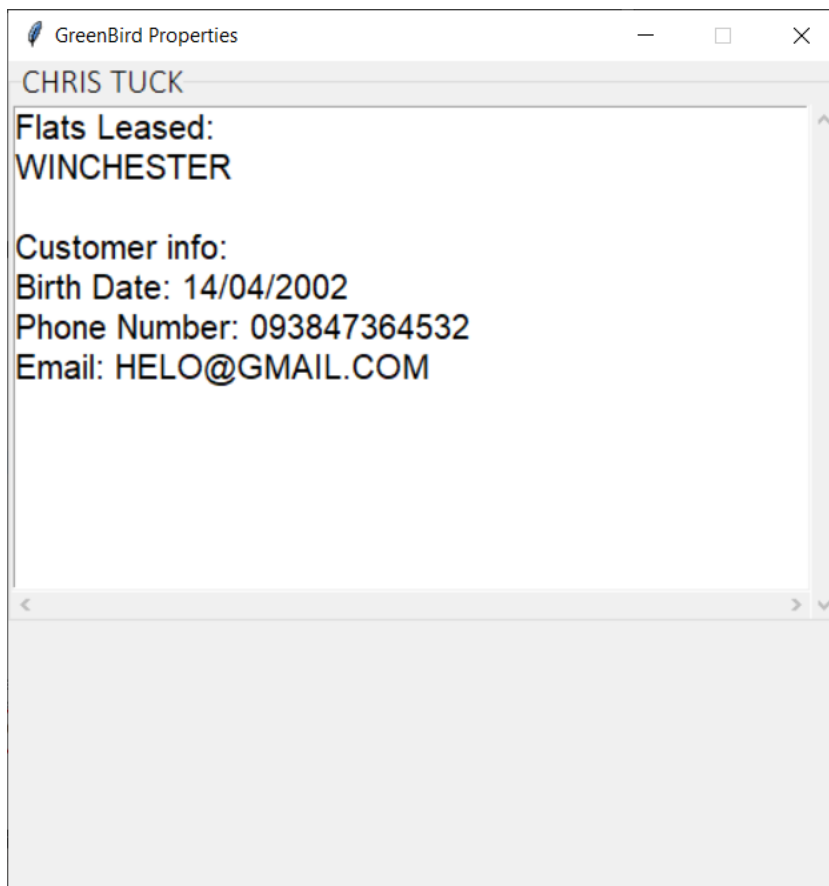 GreenBird Properties
CHRIS TUCK
Flats Leased:
WINCHESTER
Customer info:
Birth Date: 14/04/2002
Phone Number: 093847364532
Email: HELO@GMAIL.COM